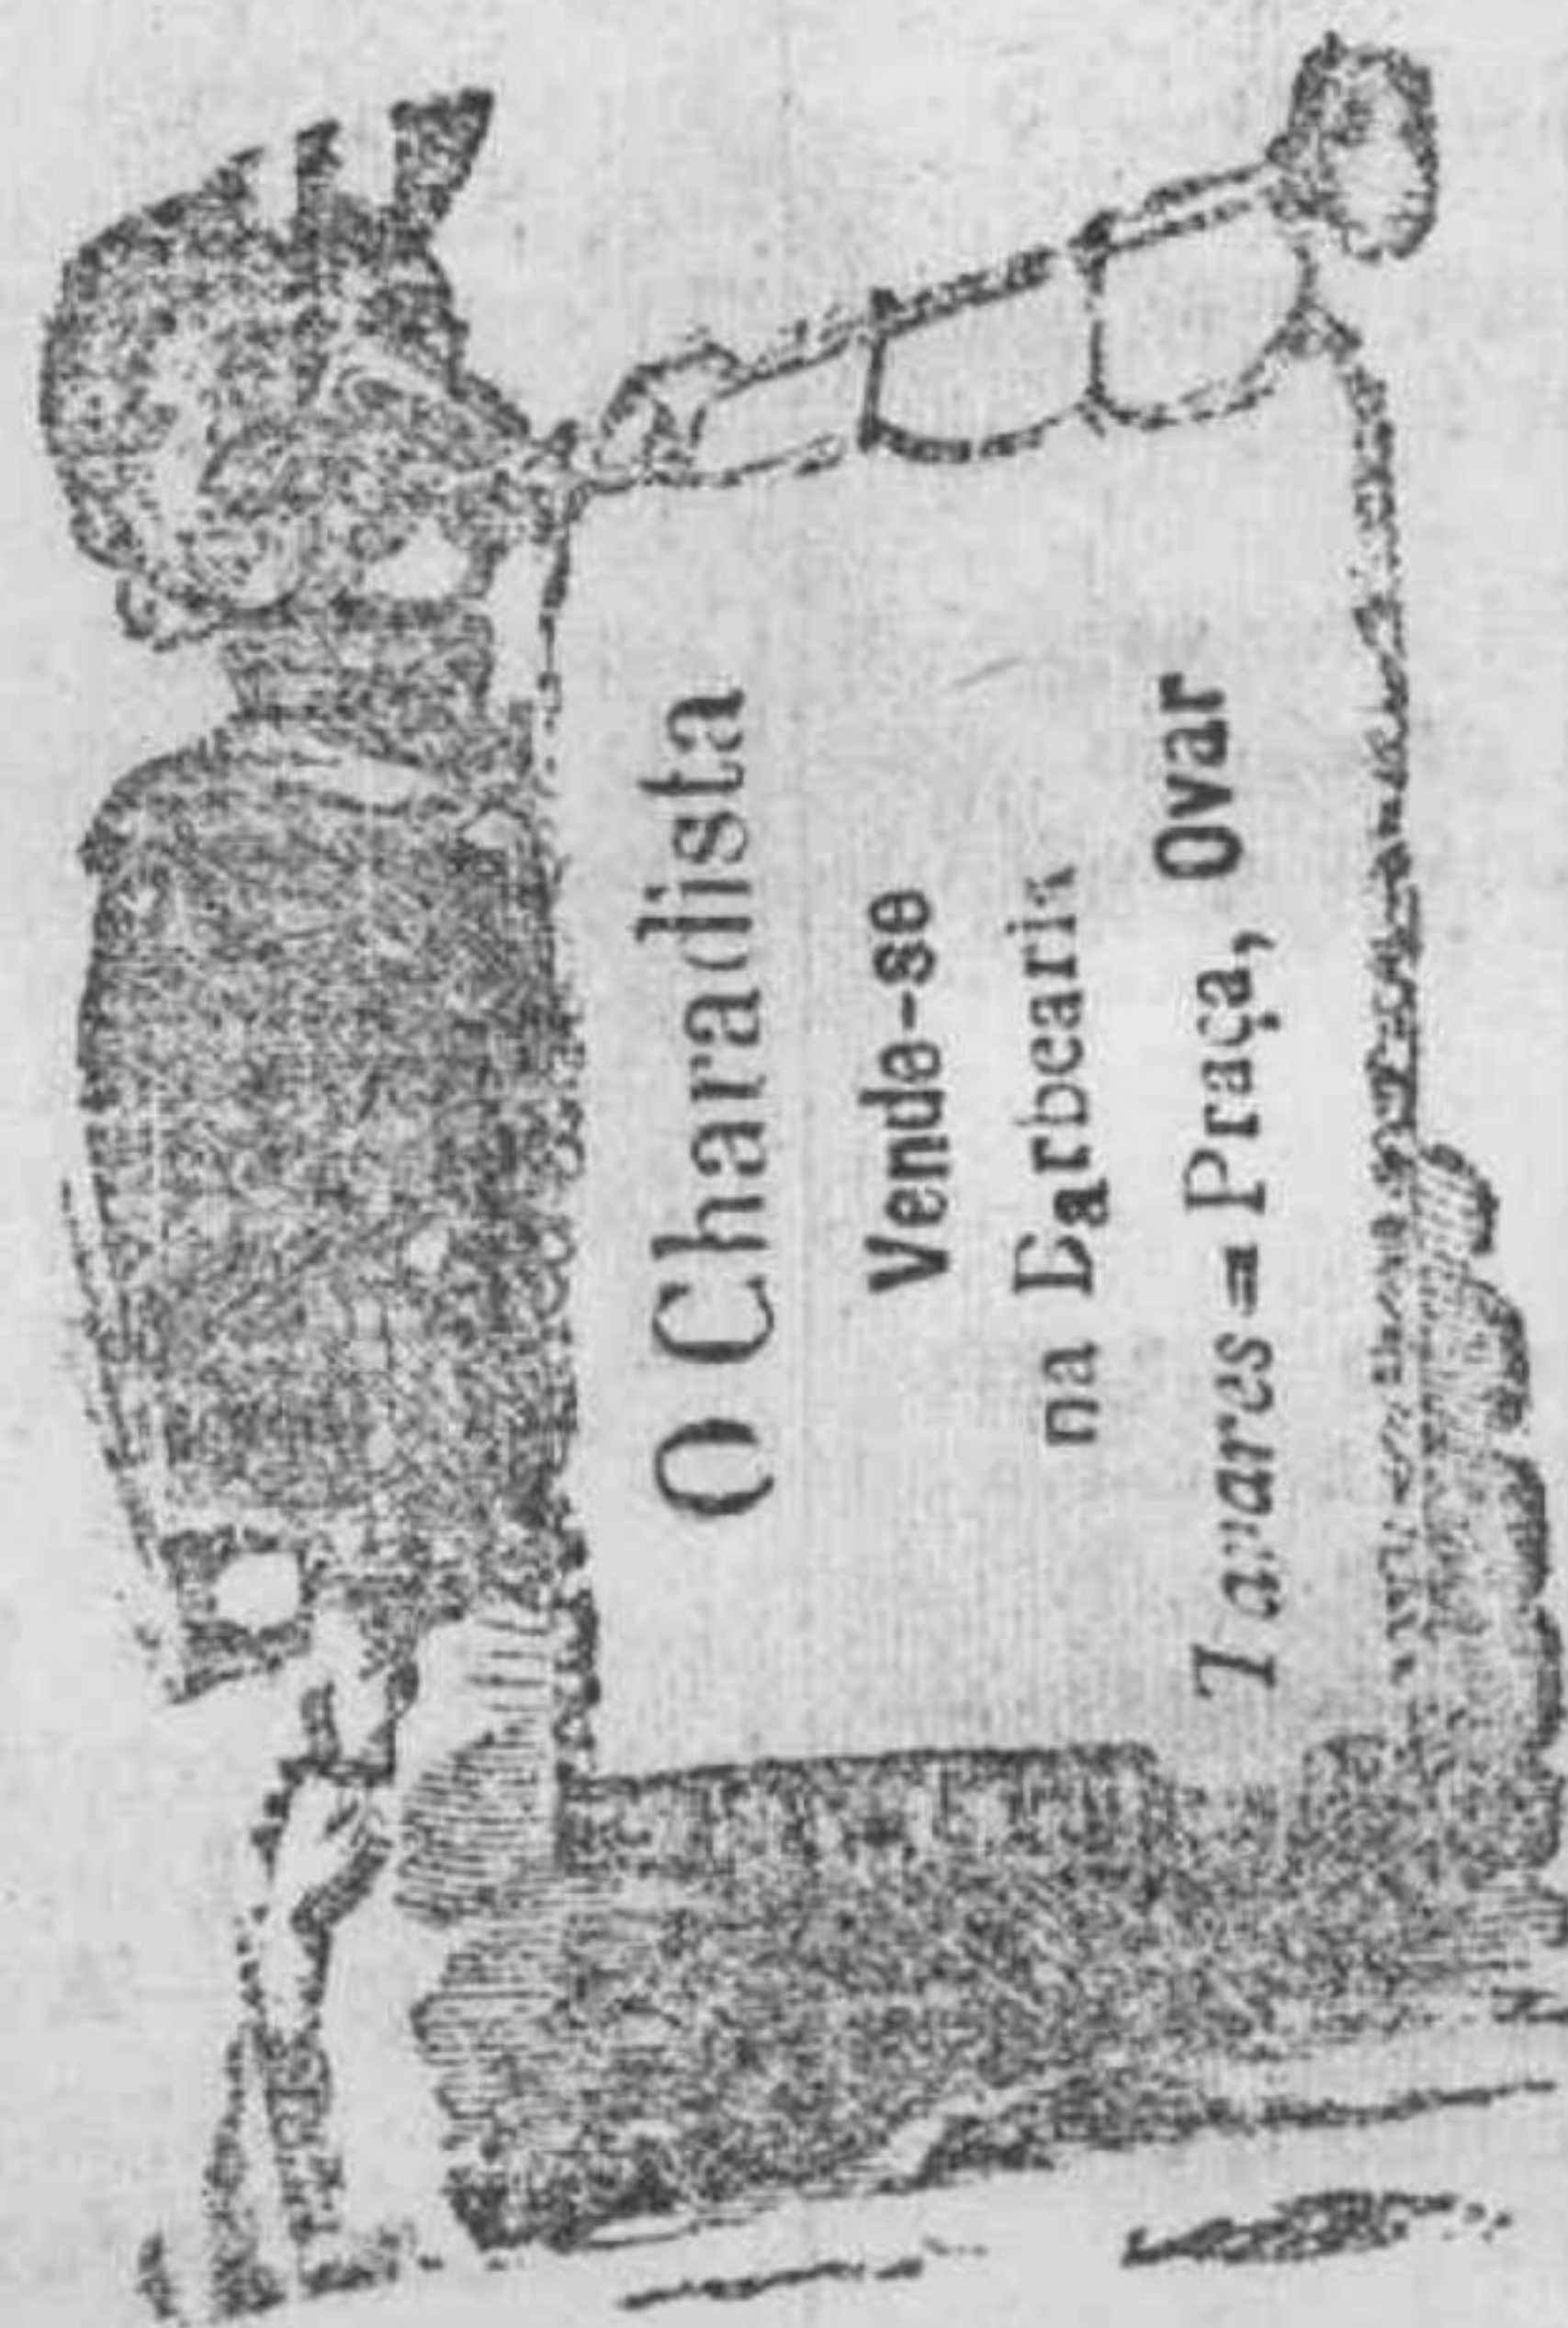 O Charadista
Vende-se
na Barbearia
Tavares = Praça, Ovar